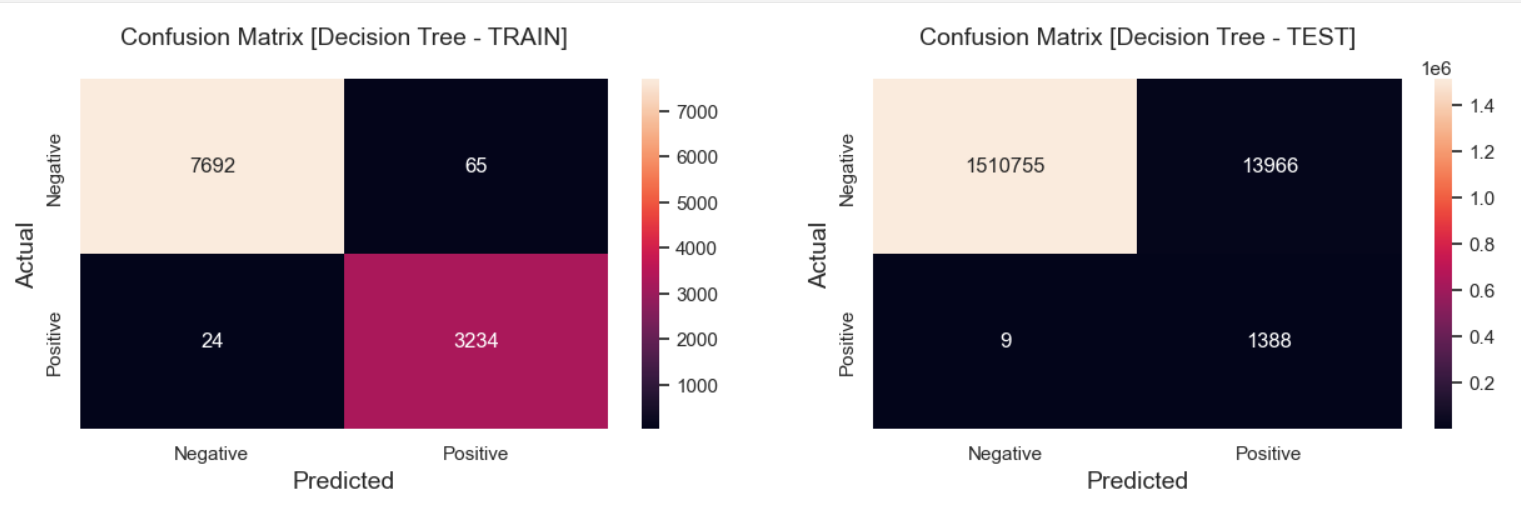 Confusion Matrix [Decision Tree - TRAIN]
Actual
Negative
Positive
7692
65
24
3234
Negative
Positive
Predicted
7000
6000
5000
4000
3000
2000
1000
Confusion Matrix [Decision Tree - TEST]
Actual
Negative
Positive
1510755
13966
9
1388
Negative
Positive
Predicted
1e6
1.4
1.2
1.0
0.8
0.6
0.4
0.2